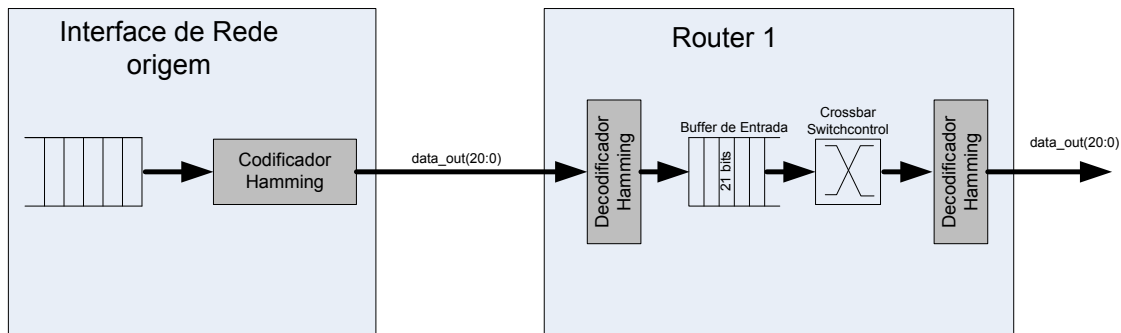 Interface de Rede
origem
Codificador
Hamming
data_out(20:0)
Router 1
Decodificador
Hamming
Buffer de Entrada
21 bits
Crossbar
Switchcontrol
Decodificador
Hamming
data_out(20:0)